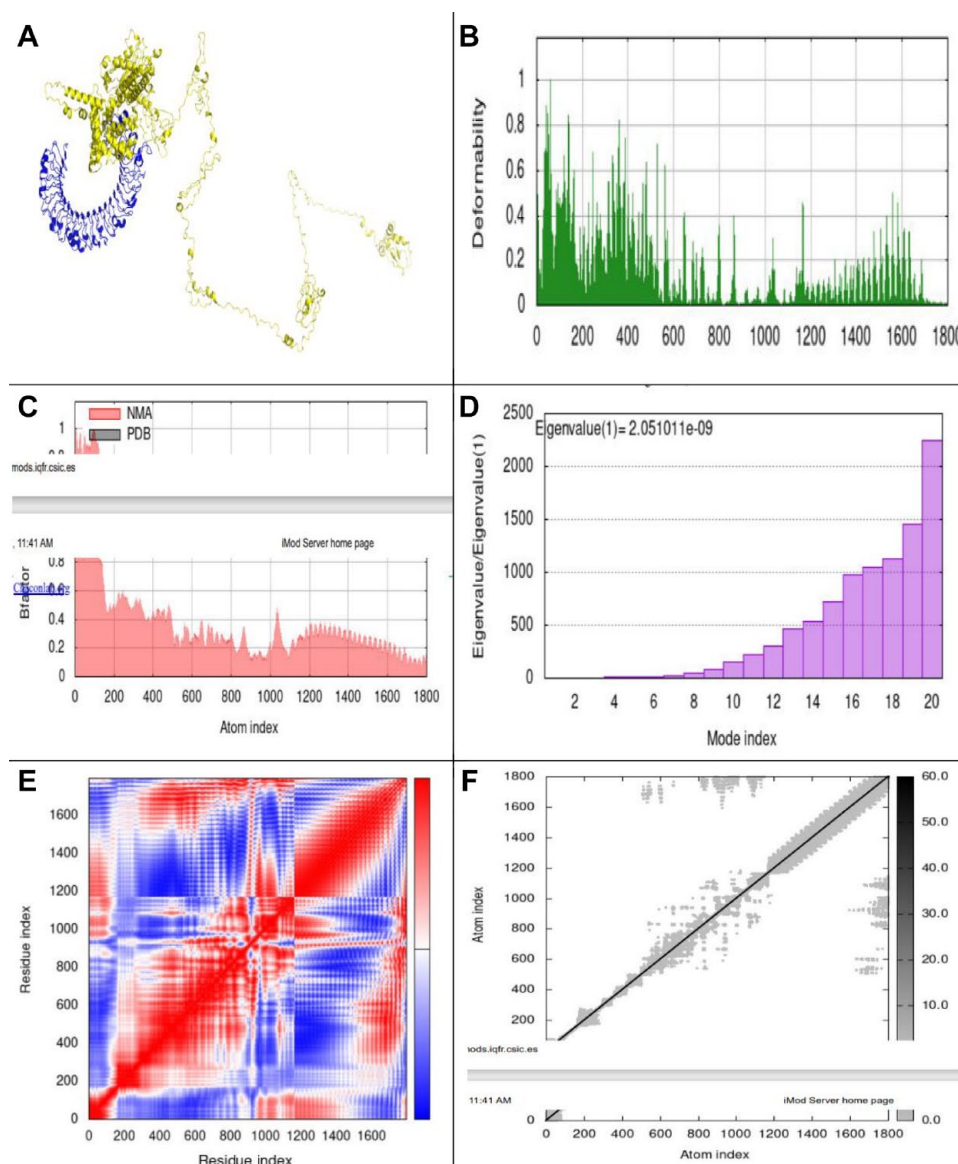 A
B
Deformability
1
0.8
0.6
0.4
0.2
0
0 200 400 600 800 1000 1200 1400 1600 1800
C
NMA
PDB
1
mods.iqfr.csic.es
, 11:41 AM
iMod Server home page
0.8
0.4
0.2
0
Bfactor
0 200 400 600 800 1000 1200 1400 1600 1800
Atom index
D
Eigenvalue(1)= 2.051011e-09
Eigenvalue/Eigenvalue(1)
2500
2000
1500
1000
500
0
2 4 6 8 10 12 14 16 18 20
Mode index
E
Residue index
1600
1400
1200
1000
800
600
400
200
0
0 200 400 600 800 1000 1200 1400 1600
Residue index
F
Atom index
1800
1600
1400
1200
1000
800
600
400
200
60.0
50.0
40.0
30.0
20.0
10.0
mods.iqfr.csic.es
11:41 AM
iMod Server home page
0
0.0
0 200 400 600 800 1000 1200 1400 1600 1800
Atom index